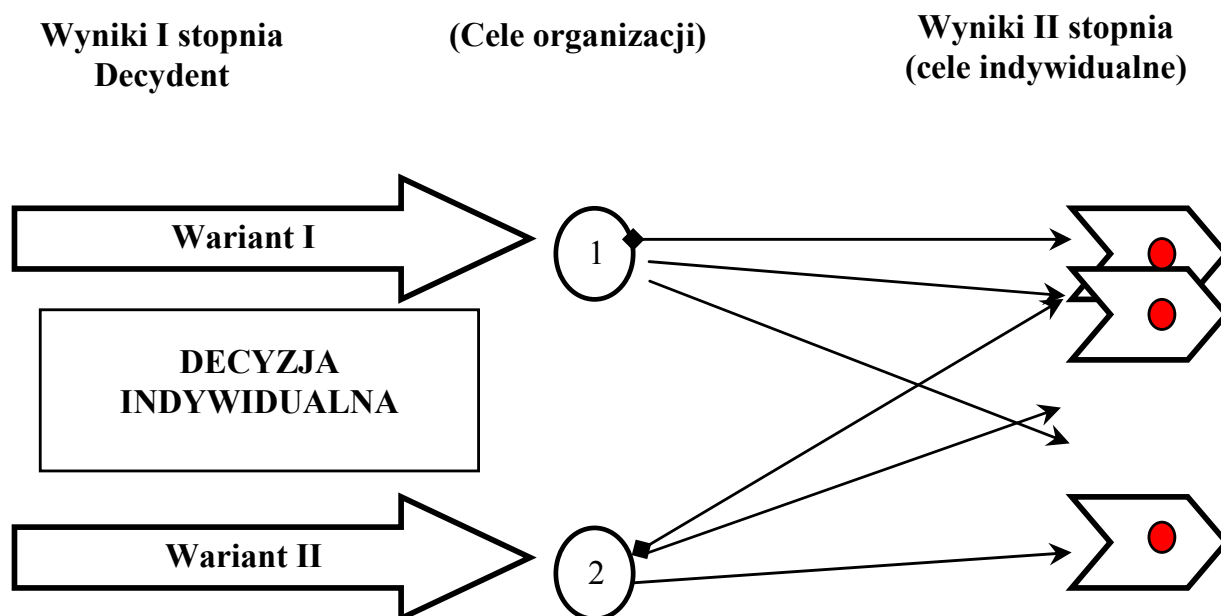 Wyniki I stopnia
Decydent
(Cele organizacji)
Wyniki II stopnia
(cele indywidualne)
Wariant I
1
DECYZJA
INDYWIDUALNA
Wariant II
2